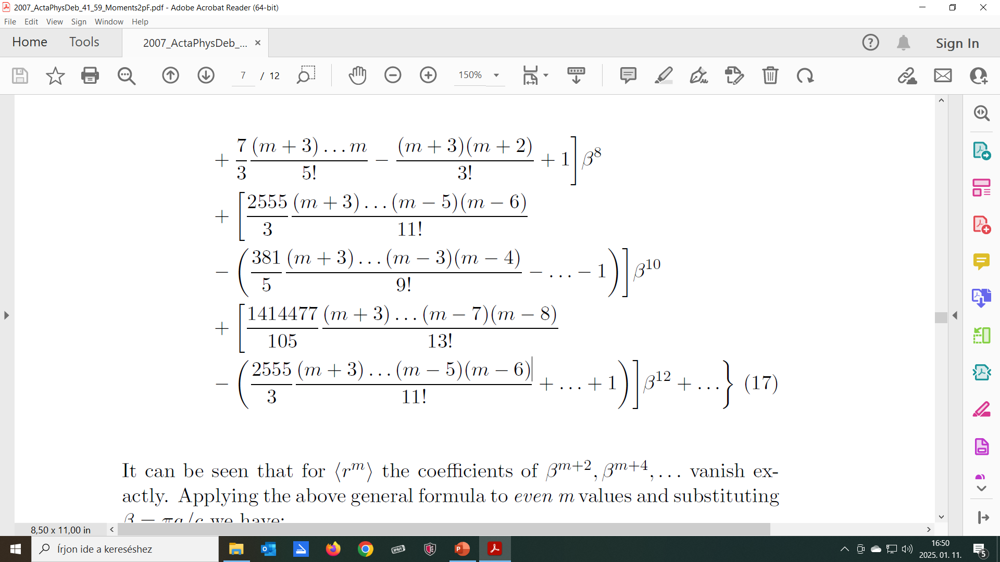 2007_ActaPhysDeb_41_59_Moments2pF.pdf - Adobe Acrobat Reader (64-bit)
File Edit View Sign Window Help
Home Tools 2007_ActaPhysDeb_... × Sign In
7 / 12 150%
+ 7/3 (m + 3) . . . m / 5! − (m + 3)(m + 2) / 3! + 1] β^8
+ [2555/3 (m + 3) . . . (m − 5)(m − 6) / 11!
− (381/5 (m + 3) . . . (m − 3)(m − 4) / 9! − . . . − 1)] β^10
+ [1414477/105 (m + 3) . . . (m − 7)(m − 8) / 13!
− (2555/3 (m + 3) . . . (m − 5)(m − 6) / 11! + . . . + 1)] β^12 + . . .} (17)
It can be seen that for ⟨r^m⟩ the coefficients of β^m+2, β^m+4, . . . vanish ex-
actly. Applying the above general formula to even m values and substituting
β = πa/c we have:
8,50 x 11,00 in
Írjon ide a kereséshez
16:50
2025. 01. 11.
5